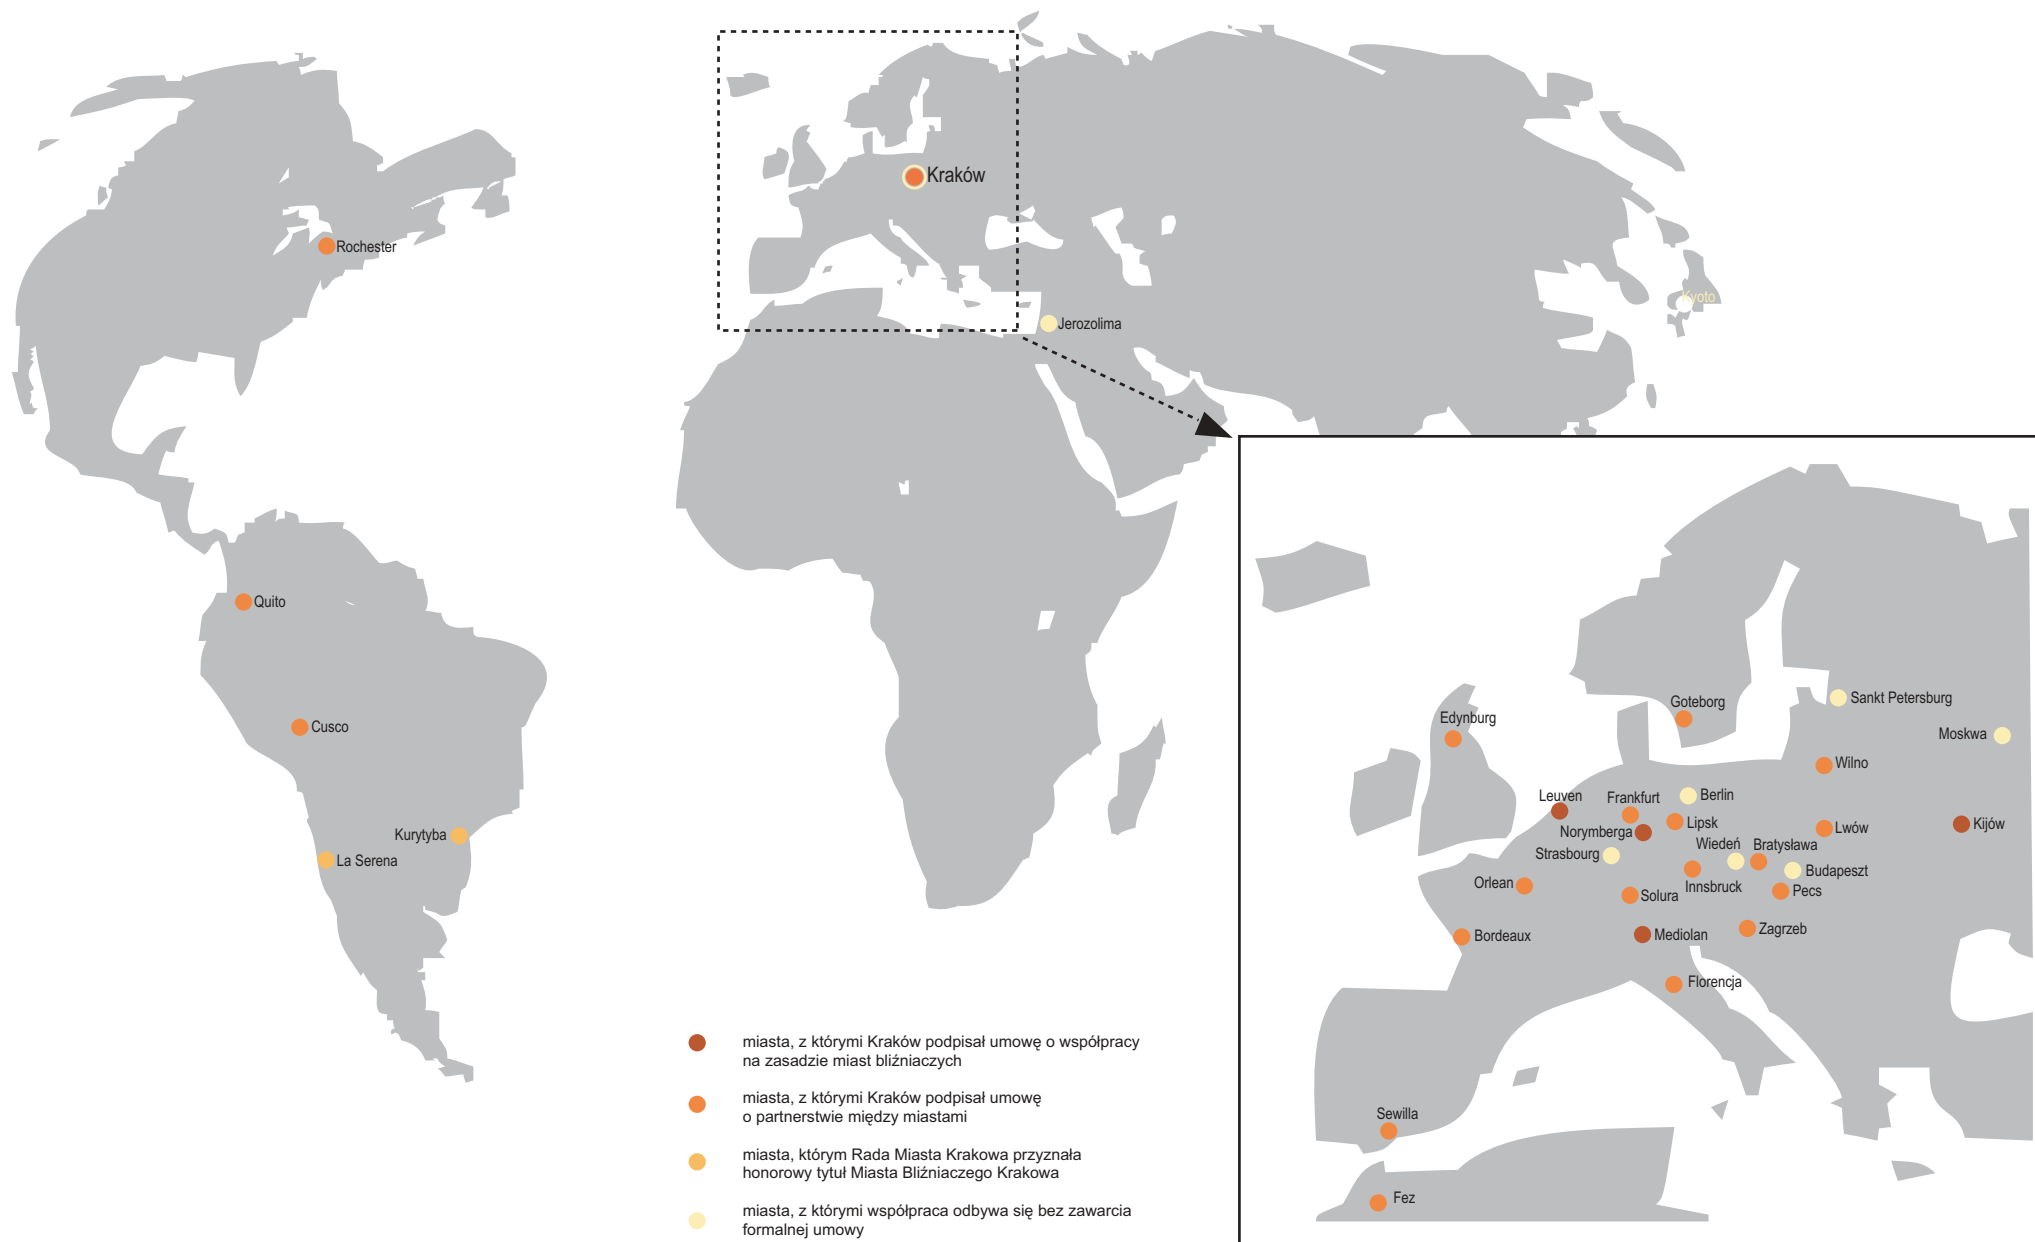 Kraków
Rochester
Kyoto
Jerozolima
Quito
Cusco
Kurytyba
La Serena
Sankt Petersburg
Goteborg
Edynburg
Moskwa
Wilno
Leuven
Frankfurt
Berlin
Norymberga
Lipsk
Lwów
Kijów
Strasbourg
Wiedeń
Bratysława
Budapeszt
Orlean
Innsbruck
Pecs
Solura
Zagrzeb
Bordeaux
Mediolan
Florencja
Sewilla
Fez
miasta, z którymi Kraków podpisał umowę o współpracy
na zasadzie miast bliźniaczych
miasta, z którymi Kraków podpisał umowę
o partnerstwie między miastami
miasta, którym Rada Miasta Krakowa przyznała
honorowy tytuł Miasta Bliźniaczego Krakowa
miasta, z którymi współpraca odbywa się bez zawarcia
formalnej umowy